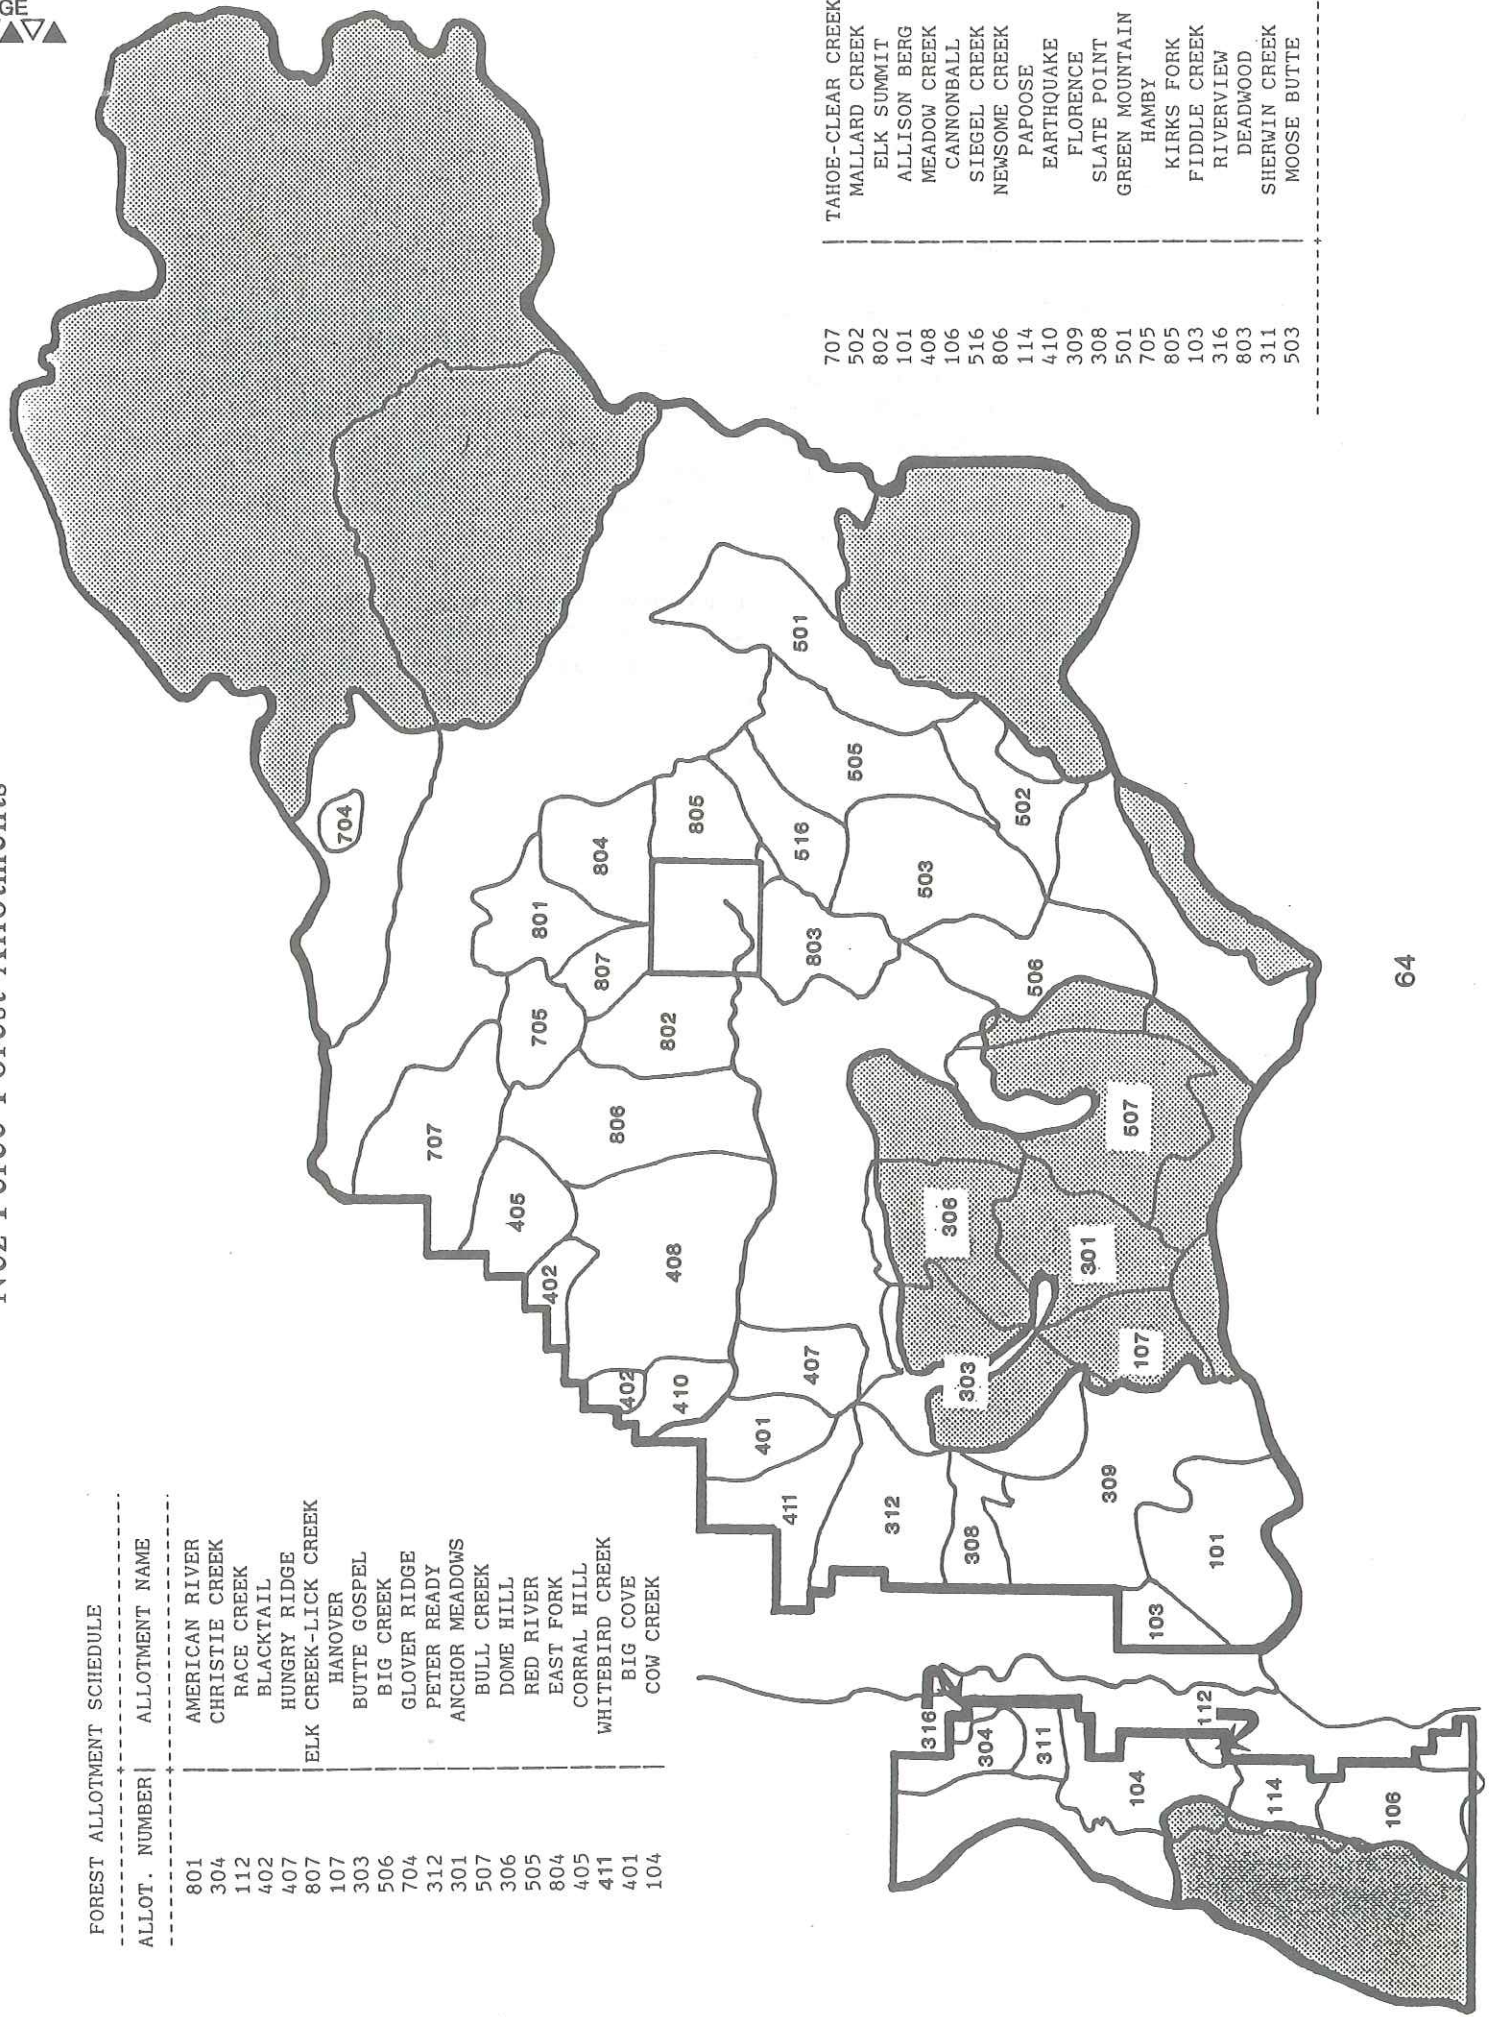 GE
Nez Perce Forest Allotments
FOREST ALLOTMENT SCHEDULE
ALLOT. NUMBER| ALLOTMENT NAME
801 | AMERICAN RIVER
304 | CHRISTIE CREEK
112 | RACE CREEK
402 | BLACKTAIL
407 | HUNGRY RIDGE
807 | ELK CREEK-LICK CREEK
107 | HANOVER
303 | BUTTE GOSPEL
506 | BIG CREEK
704 | GLOVER RIDGE
312 | PETER READY
301 | ANCHOR MEADOWS
507 | BULL CREEK
306 | DOME HILL
505 | RED RIVER
804 | EAST FORK
405 | CORRAL HILL
411 | WHITEBIRD CREEK
401 | BIG COVE
104 | COW CREEK
707 | TAHOE-CLEAR CREEK
502 | MALLARD CREEK
802 | ELK SUMMIT
101 | ALLISON BERG
408 | MEADOW CREEK
106 | CANNONBALL
516 | SIEGEL CREEK
806 | NEWSOME CREEK
114 | PAPOOSE
410 | EARTHQUAKE
309 | FLORENCE
308 | SLATE POINT
501 | GREEN MOUNTAIN
705 | HAMBY
805 | KIRKS FORK
103 | FIDDLE CREEK
316 | RIVERVIEW
803 | DEADWOOD
311 | SHERWIN CREEK
503 | MOOSE BUTTE
704
707
705
801
804
405
807
402
806
802
805
408
402
410
501
516
803
407
401
505
411
503
502
312
306
506
303
308
301
507
309
107
101
103
316
304
311
112
104
114
106
64